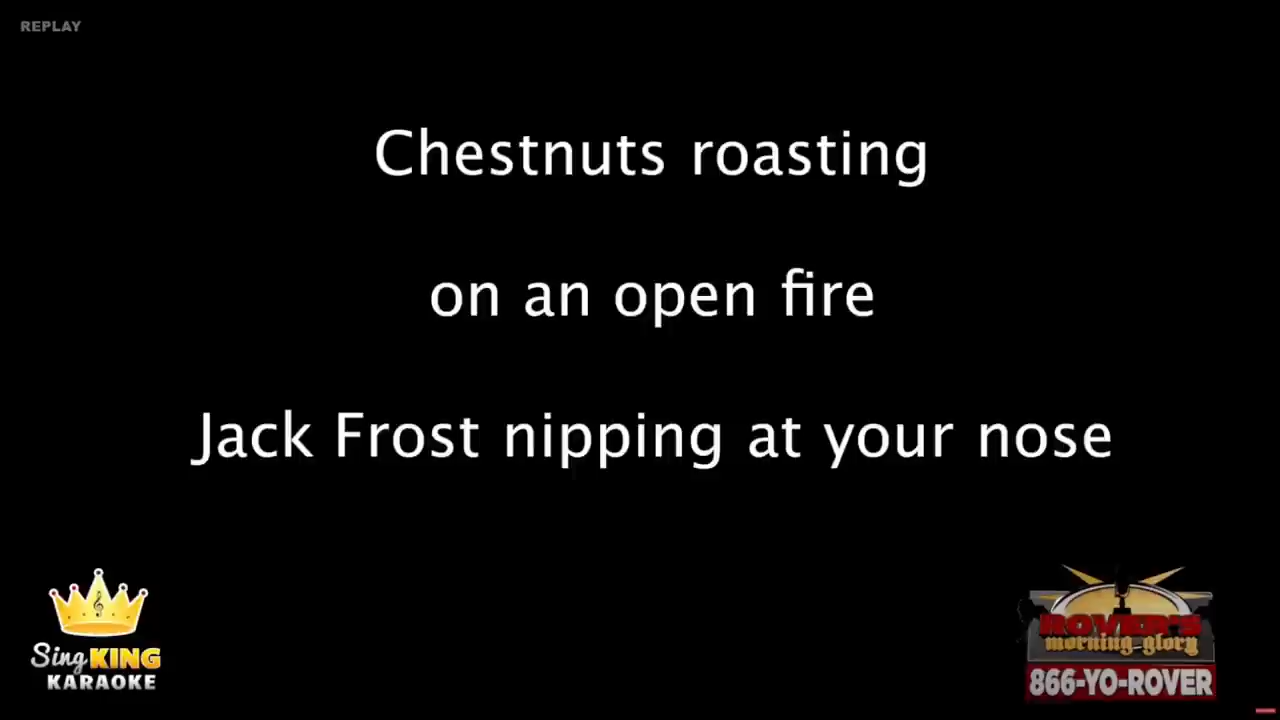 REPLAY
Chestnuts roasting
on an open fire
Jack Frost nipping at your nose
Sing KING
KARAOKE
ROVER'S
morning glory
866-YO-ROVER